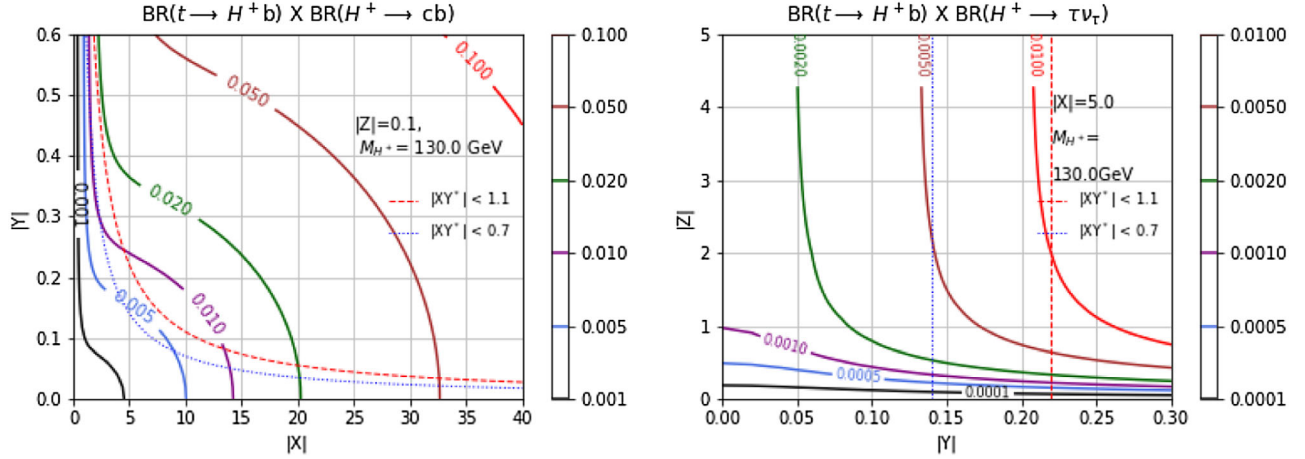 BR(t ⟶ H⁺b) X BR(H⁺ ⟶ cb)
0.6
0.5
0.4
0.3
0.2
0.1
0.0
|Y|
0 5 10 15 20 25 30 35 40
|X|
0.001
0.005
0.010
0.020
0.050
0.100
|Z|=0.1,
M_H⁺= 130.0 GeV
|XY*| < 1.1
|XY*| < 0.7
0.100
0.050
0.020
0.010
0.005
0.001
BR(t ⟶ H⁺b) X BR(H⁺ ⟶ τν_τ)
5
4
3
2
1
0
|Z|
0.00 0.05 0.10 0.15 0.20 0.25 0.30
|Y|
0.0020
0.0050
0.0100
0.0010
0.0005
0.0001
|X|=5.0
M_H⁺=
130.0GeV
|XY*| < 1.1
|XY*| < 0.7
0.0100
0.0050
0.0020
0.0010
0.0005
0.0001